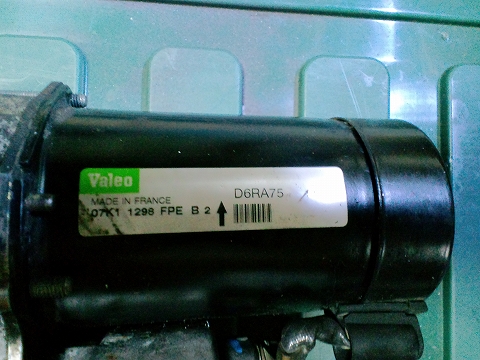 Valeo
D6RA75
MADE IN FRANCE
07K1 1298 FPE B 2